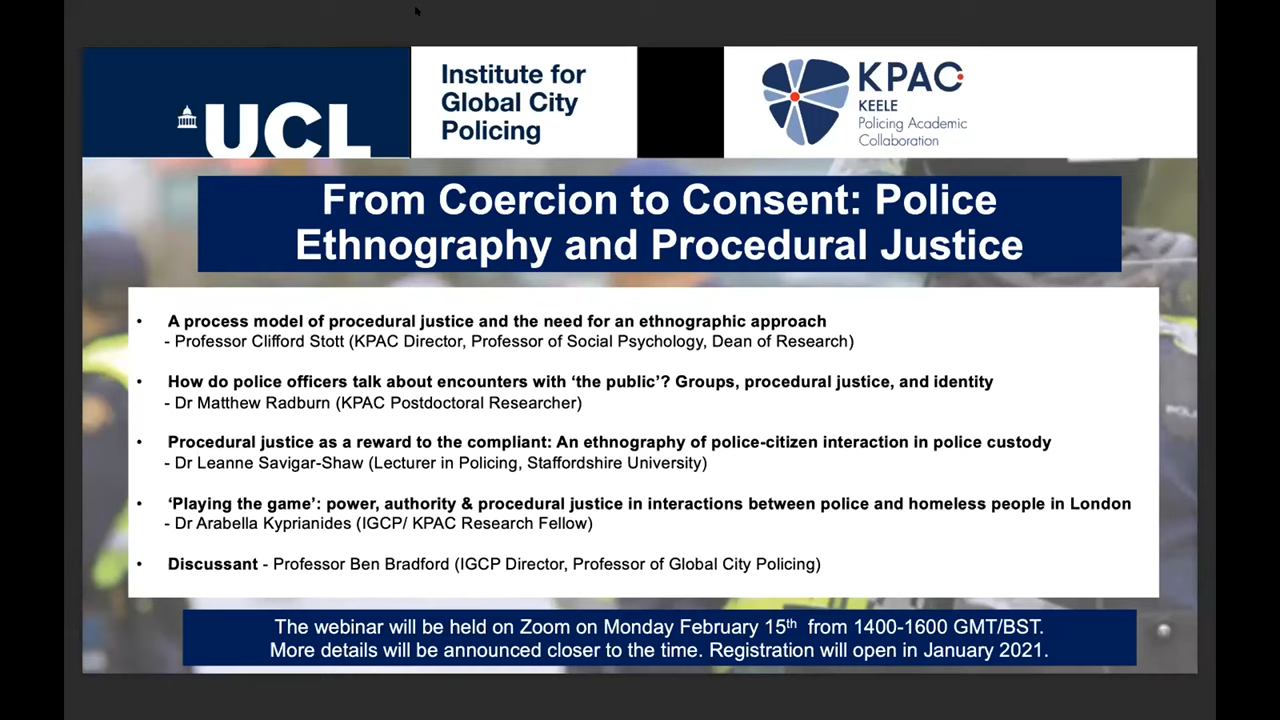 UCL
Institute for
Global City
Policing
KPAC
KEELE
Policing Academic
Collaboration
From Coercion to Consent: Police
Ethnography and Procedural Justice
• A process model of procedural justice and the need for an ethnographic approach
- Professor Clifford Stott (KPAC Director, Professor of Social Psychology, Dean of Research)
• How do police officers talk about encounters with ‘the public’? Groups, procedural justice, and identity
- Dr Matthew Radburn (KPAC Postdoctoral Researcher)
• Procedural justice as a reward to the compliant: An ethnography of police-citizen interaction in police custody
- Dr Leanne Savigar-Shaw (Lecturer in Policing, Staffordshire University)
• ‘Playing the game’: power, authority & procedural justice in interactions between police and homeless people in London
- Dr Arabella Kyprianides (IGCP/ KPAC Research Fellow)
• Discussant - Professor Ben Bradford (IGCP Director, Professor of Global City Policing)
The webinar will be held on Zoom on Monday February 15th from 1400-1600 GMT/BST.
More details will be announced closer to the time. Registration will open in January 2021.